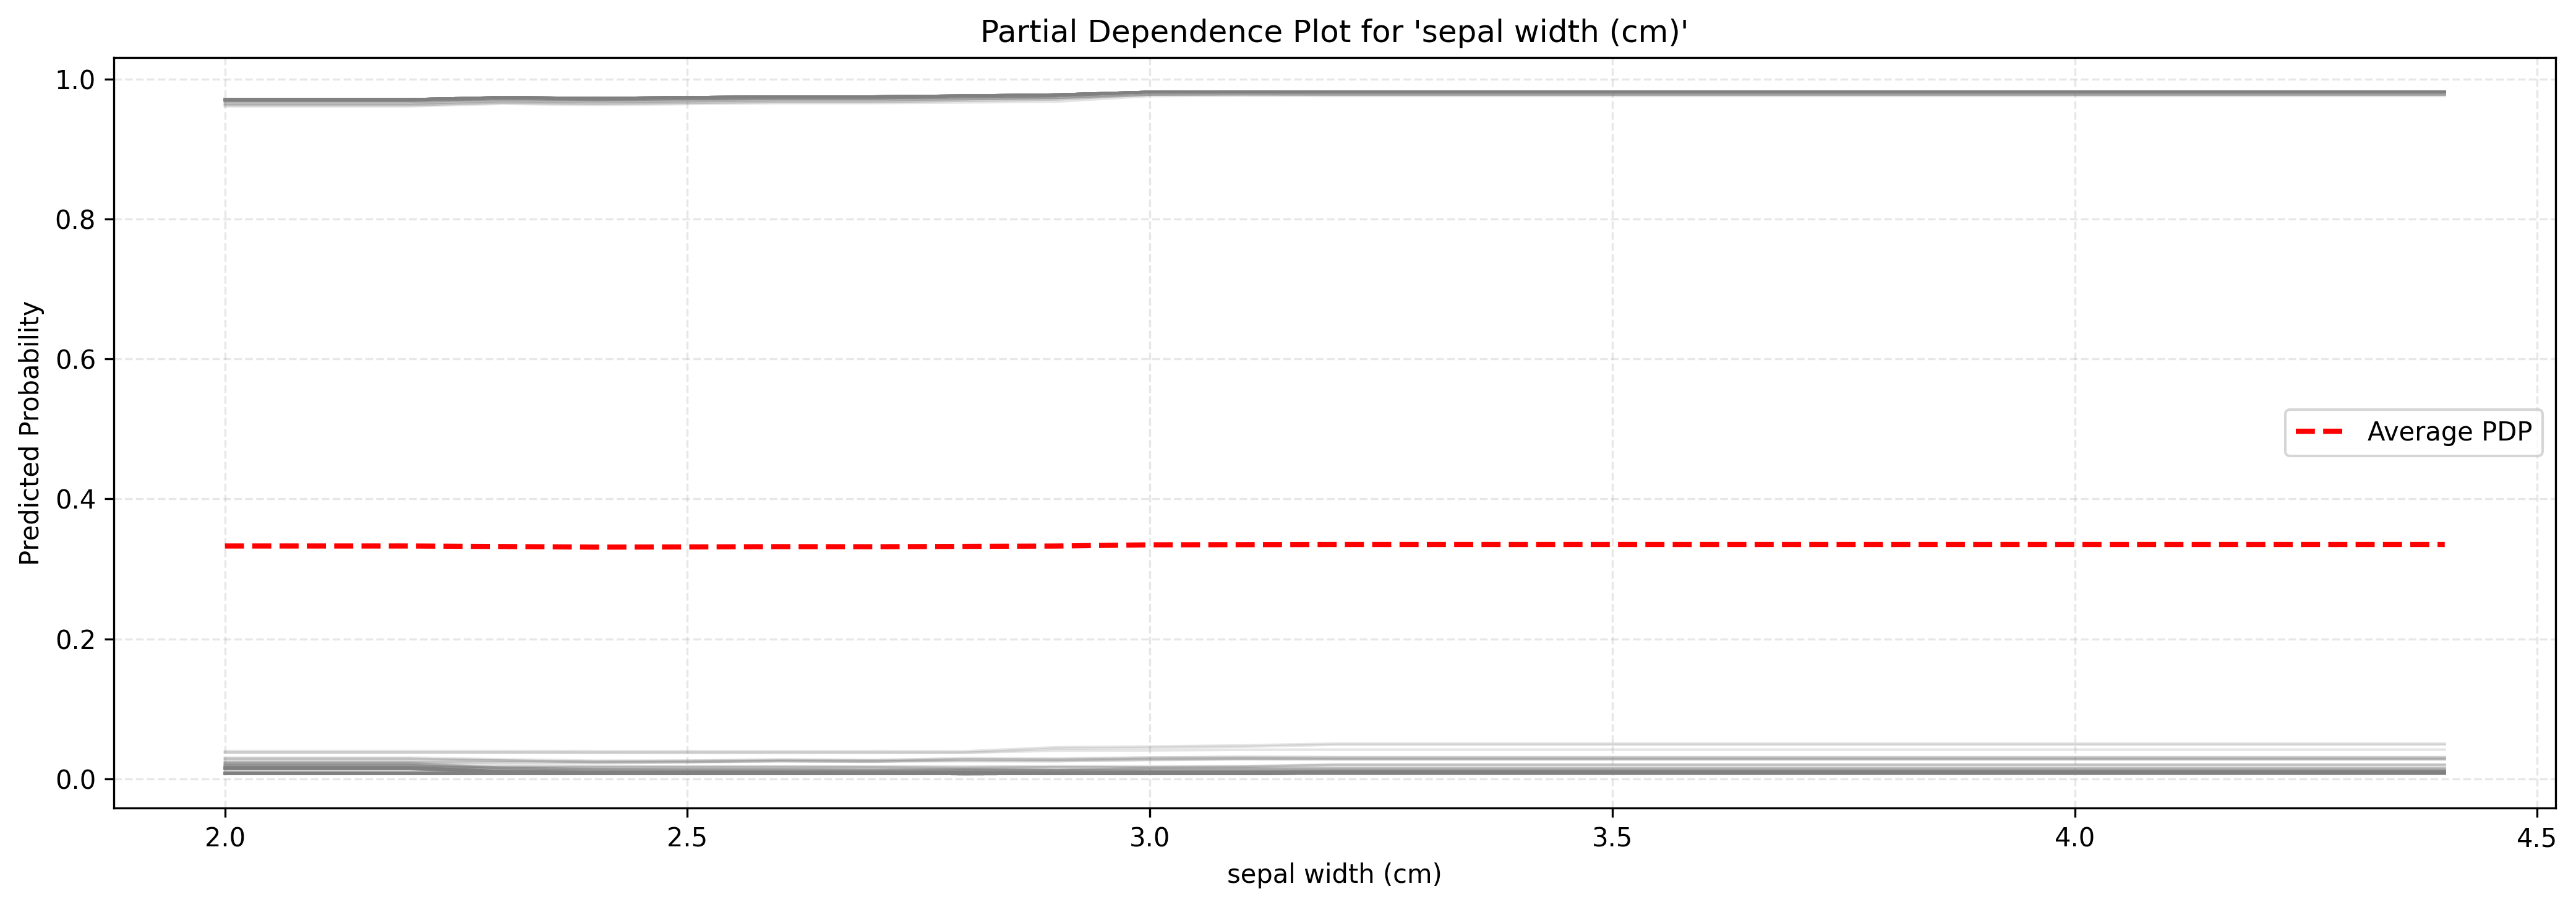 Partial Dependence Plot for 'sepal width (cm)'
1.0
0.8
0.6
0.4
0.2
0.0
Predicted Probability
Average PDP
2.0 2.5 3.0 3.5 4.0 4.5
sepal width (cm)